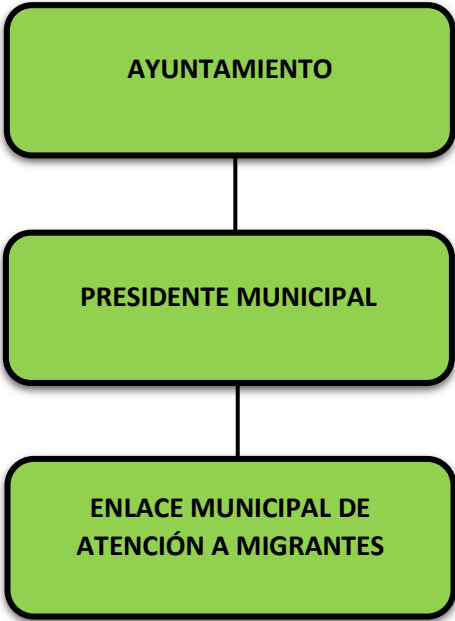 AYUNTAMIENTO
PRESIDENTE MUNICIPAL
ENLACE MUNICIPAL DE
ATENCIÓN A MIGRANTES